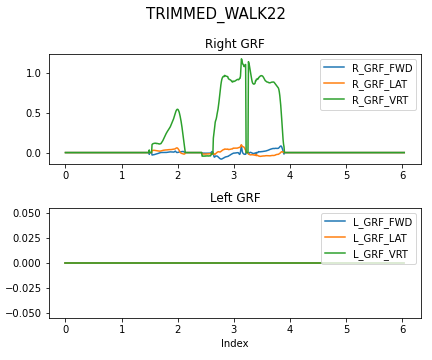 TRIMMED_WALK22
Right GRF
1.0
0.5
0.0
R_GRF_FWD
R_GRF_LAT
R_GRF_VRT
0 1 2 3 4 5 6
Left GRF
0.050
0.025
0.000
−0.025
−0.050
L_GRF_FWD
L_GRF_LAT
L_GRF_VRT
0 1 2 3 4 5 6
Index